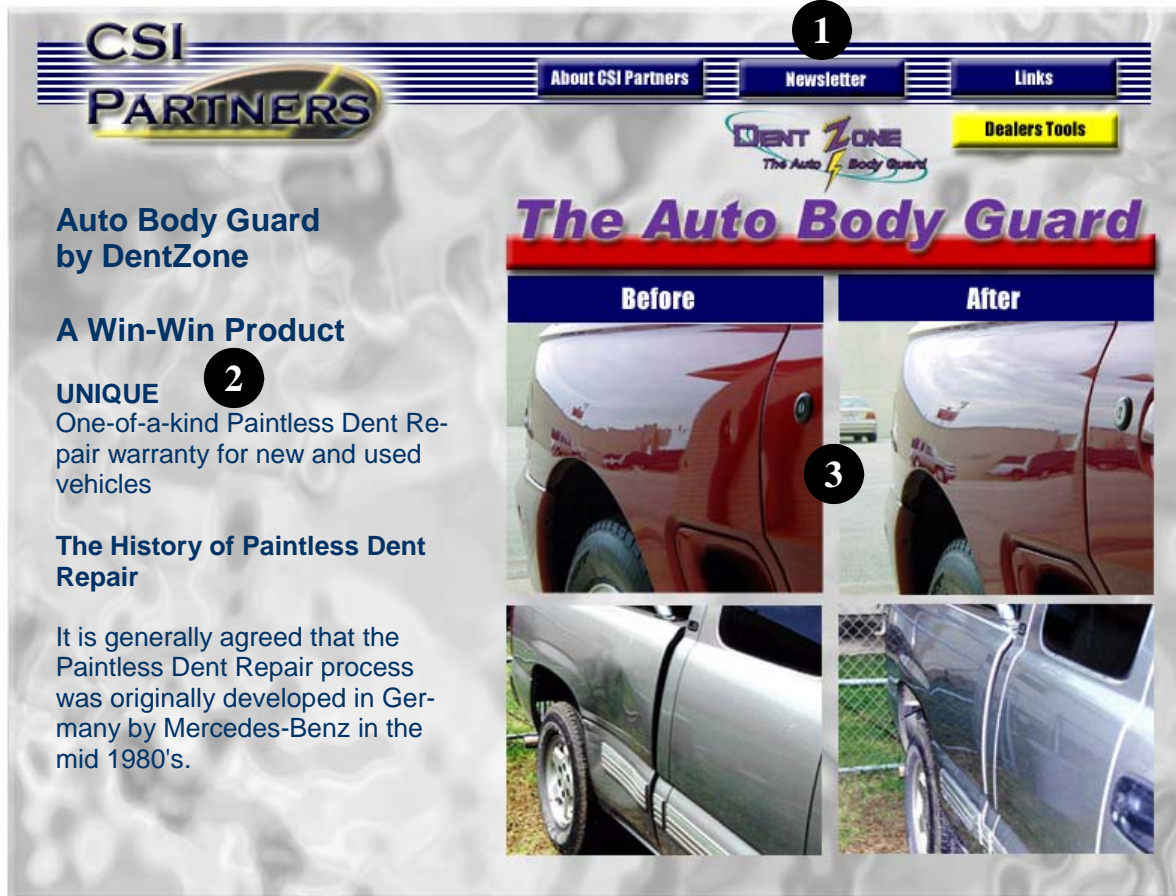 CSI
PARTNERS
1
About CSI Partners
Newsletter
Links
DENT ZONE
The Auto Body Guard
Dealers Tools
Auto Body Guard
by DentZone
The Auto Body Guard
Before
After
A Win-Win Product
2
UNIQUE
One-of-a-kind Paintless Dent Re-
pair warranty for new and used
vehicles
3
The History of Paintless Dent
Repair
It is generally agreed that the
Paintless Dent Repair process
was originally developed in Ger-
many by Mercedes-Benz in the
mid 1980's.